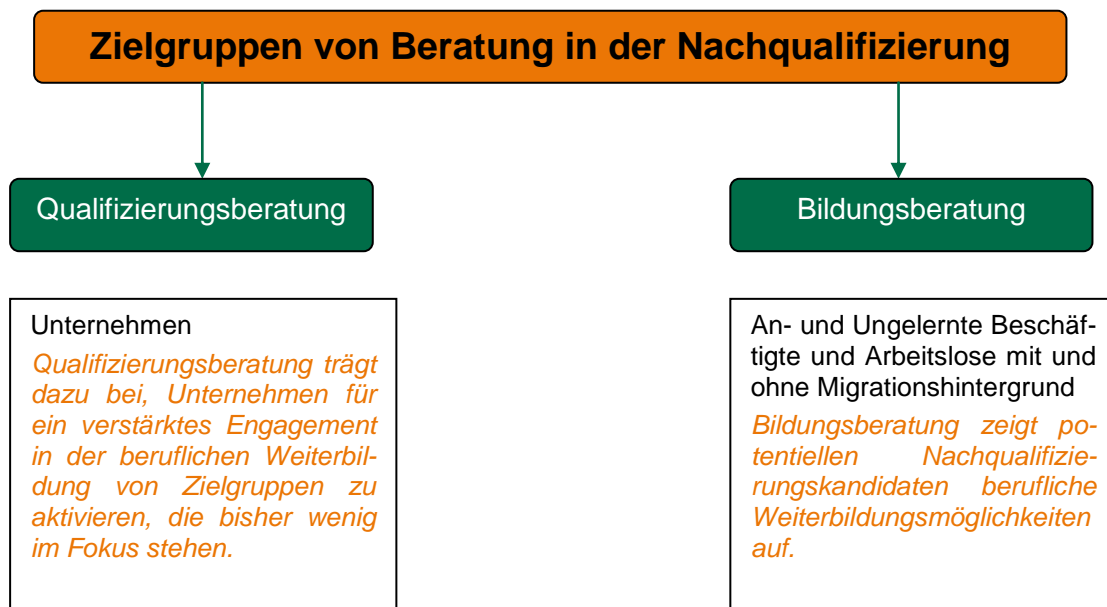 Zielgruppen von Beratung in der Nachqualifizierung
Qualifizierungsberatung
Bildungsberatung
Unternehmen
Qualifizierungsberatung trägt
dazu bei, Unternehmen für
ein verstärktes Engagement
in der beruflichen Weiterbil-
dung von Zielgruppen zu
aktivieren, die bisher wenig
im Fokus stehen.
An- und Ungelernte Beschäf-
tigte und Arbeitslose mit und
ohne Migrationshintergrund
Bildungsberatung zeigt po-
tentiellen Nachqualifizie-
rungskandidaten berufliche
Weiterbildungsmöglichkeiten
auf.